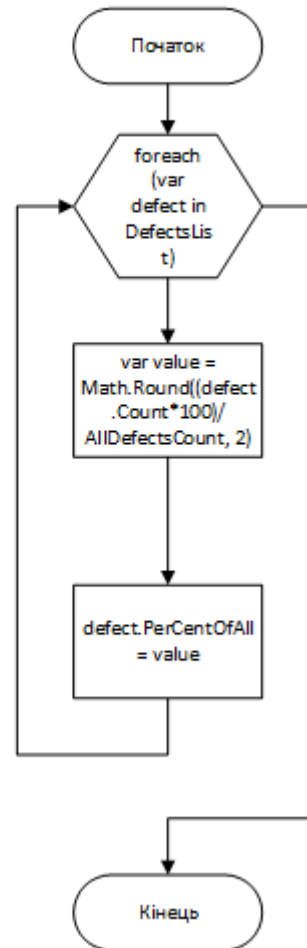 Початок
foreach
(var
defect in
DefectsLis
t)
var value =
Math.Round((defect
.Count*100)/
AllDefectsCount, 2)
defect.PerCentOfAll
= value
Кінець